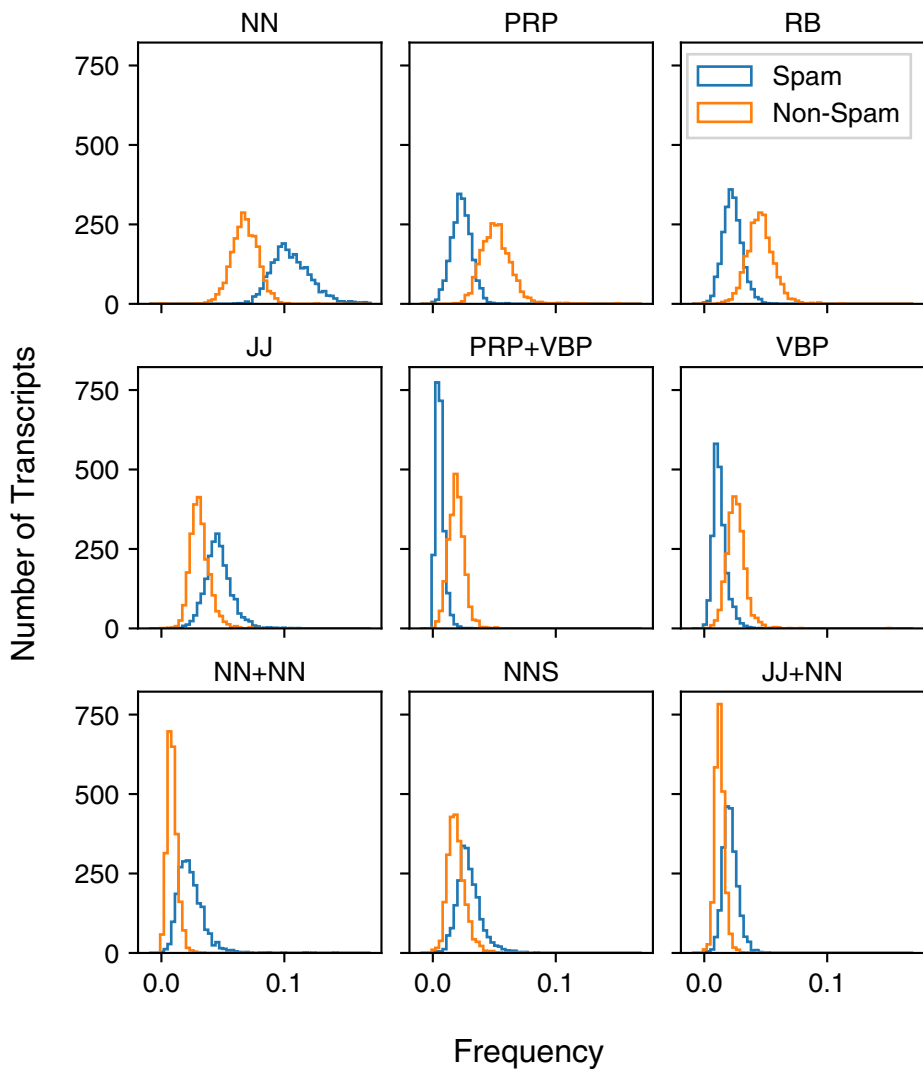 NN PRP RB
750
500
250
0
Spam
Non-Spam
JJ PRP+VBP VBP
750
500
250
0
Number of Transcripts
NN+NN NNS JJ+NN
750
500
250
0
0.0 0.1 0.0 0.1 0.0 0.1
Frequency